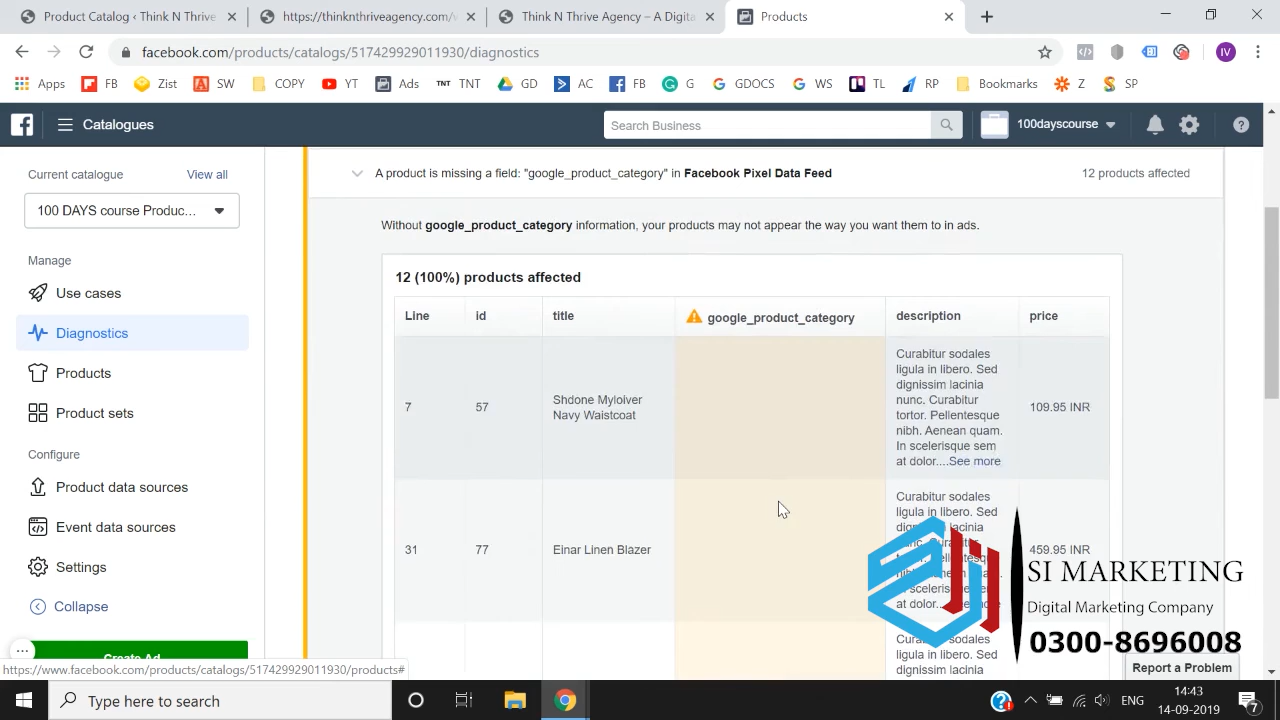 Product Catalog ‹ Think N Thrive
https://thinknthriveagency.com/
Think N Thrive Agency – A Digita
Products
facebook.com/products/catalogs/517429929011930/diagnostics
IV
Apps
FB
Zist
SW
COPY
YT
Ads
TNT TNT
GD
AC
FB
G
GDOCS
WS
TL
RP
Bookmarks
Z
SP
Catalogues
Search Business
100dayscourse
Current catalogue
View all
100 DAYS course Produc...
Manage
Use cases
Diagnostics
Products
Product sets
Configure
Product data sources
Event data sources
Settings
Collapse
Create Ad
A product is missing a field: "google_product_category" in Facebook Pixel Data Feed
12 products affected
Without google_product_category information, your products may not appear the way you want them to in ads.
12 (100%) products affected
Line
id
title
google_product_category
description
price
7
57
Shdone Myloiver
Navy Waistcoat
Curabitur sodales
ligula in libero. Sed
dignissim lacinia
nunc. Curabitur
tortor. Pellentesque
nibh. Aenean quam.
In scelerisque sem
at dolor....See more
109.95 INR
31
77
Einar Linen Blazer
Curabitur sodales
ligula in libero. Sed
459.95 INR
at dolor....
ligula in libero. Sed
dignissim lacinia
SI MARKETING
Digital Marketing Company
0300-8696008
Report a Problem
https://www.facebook.com/products/catalogs/517429929011930/products#
Type here to search
ENG
14:43
14-09-2019
7